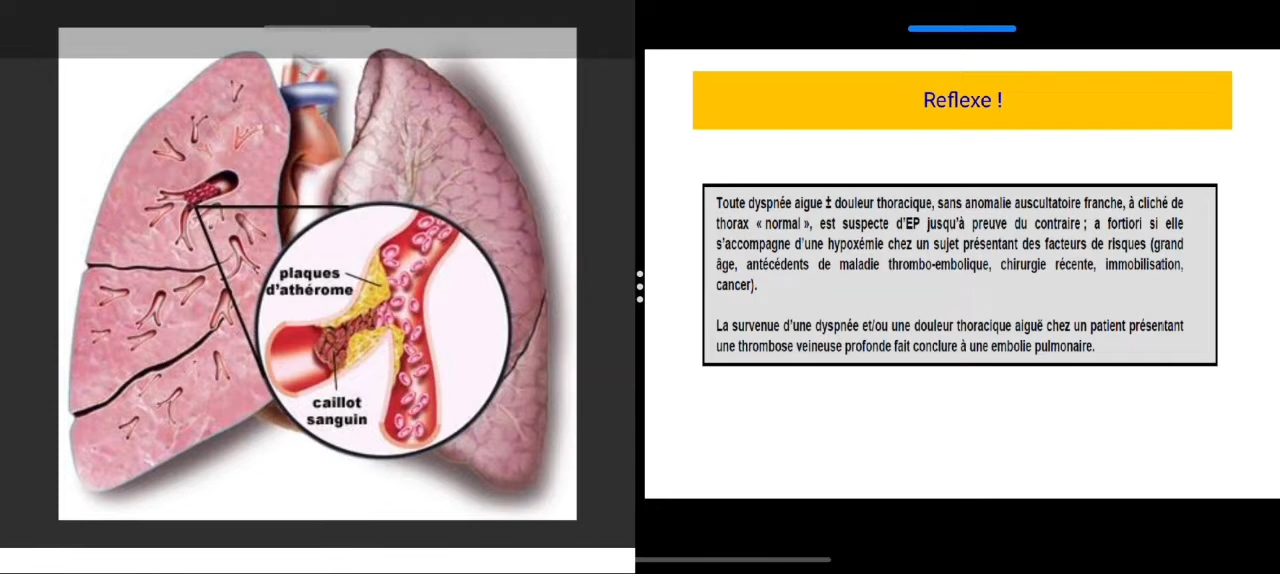 plaques
d'athérome
caillot
sanguin
Reflexe !
Toute dyspnée aigue ± douleur thoracique, sans anomalie auscultatoire franche, à cliché de
thorax « normal », est suspecte d'EP jusqu'à preuve du contraire ; a fortiori si elle
s'accompagne d'une hypoxémie chez un sujet présentant des facteurs de risques (grand
âge, antécédents de maladie thrombo-embolique, chirurgie récente, immobilisation,
cancer).
La survenue d'une dyspnée et/ou une douleur thoracique aiguë chez un patient présentant
une thrombose veineuse profonde fait conclure à une embolie pulmonaire.